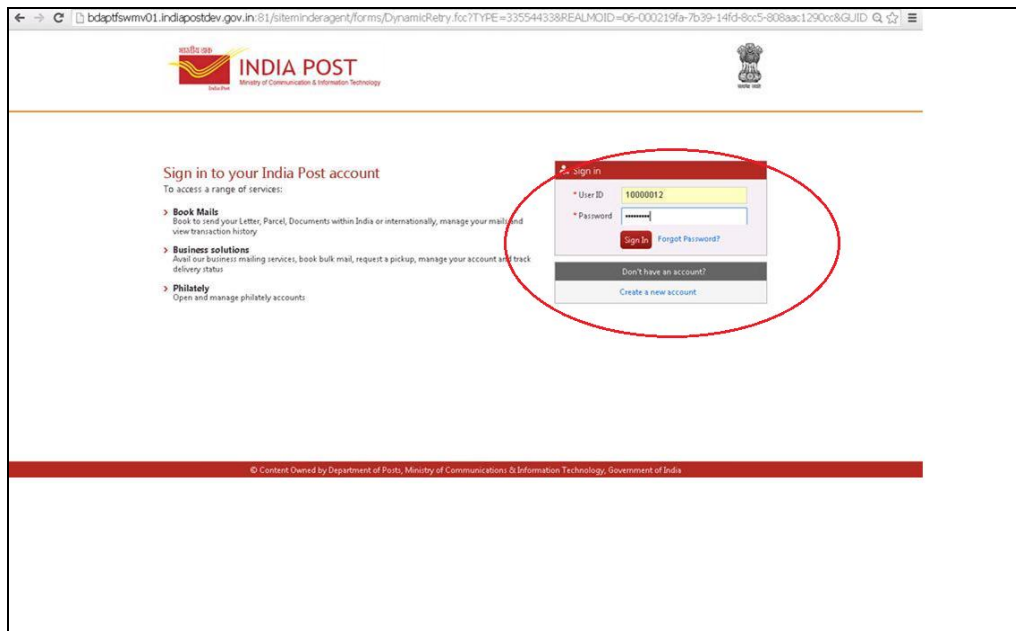 bdaptfswmv01.indiapostdev.gov.in:81/siteminderagent/forms/DynamicRetry.fcc?TYPE=33554433&REALMOID=06-000219fa-7b39-14fd-8cc5-808aac1290cc&GUID
INDIA POST
Ministry of Communication & Information Technology
India Post
Sign in to your India Post account
To access a range of services:
Book Mails
Book to send your Letter, Parcel, Documents within India or internationally, manage your mails and
view transaction history
Business solutions
Avail our business mailing services, book bulk mail, request a pickup, manage your account and track
delivery status
Philately
Open and manage philately accounts
Sign in
* User ID 10000012
* Password
Sign In Forgot Password?
Don't have an account?
Create a new account
© Content Owned by Department of Posts, Ministry of Communications & Information Technology, Government of India